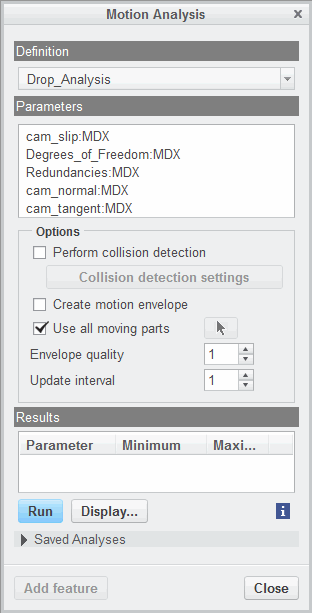 Motion Analysis x
Definition
Drop_Analysis
Parameters
cam_slip:MDX
Degrees_of_Freedom:MDX
Redundancies:MDX
cam_normal:MDX
cam_tangent:MDX
Options
Perform collision detection
Collision detection settings
Create motion envelope
Use all moving parts
Envelope quality 1
Update interval 1
Results
Parameter Minimum Maxi...
Run Display... i
Saved Analyses
Add feature Close